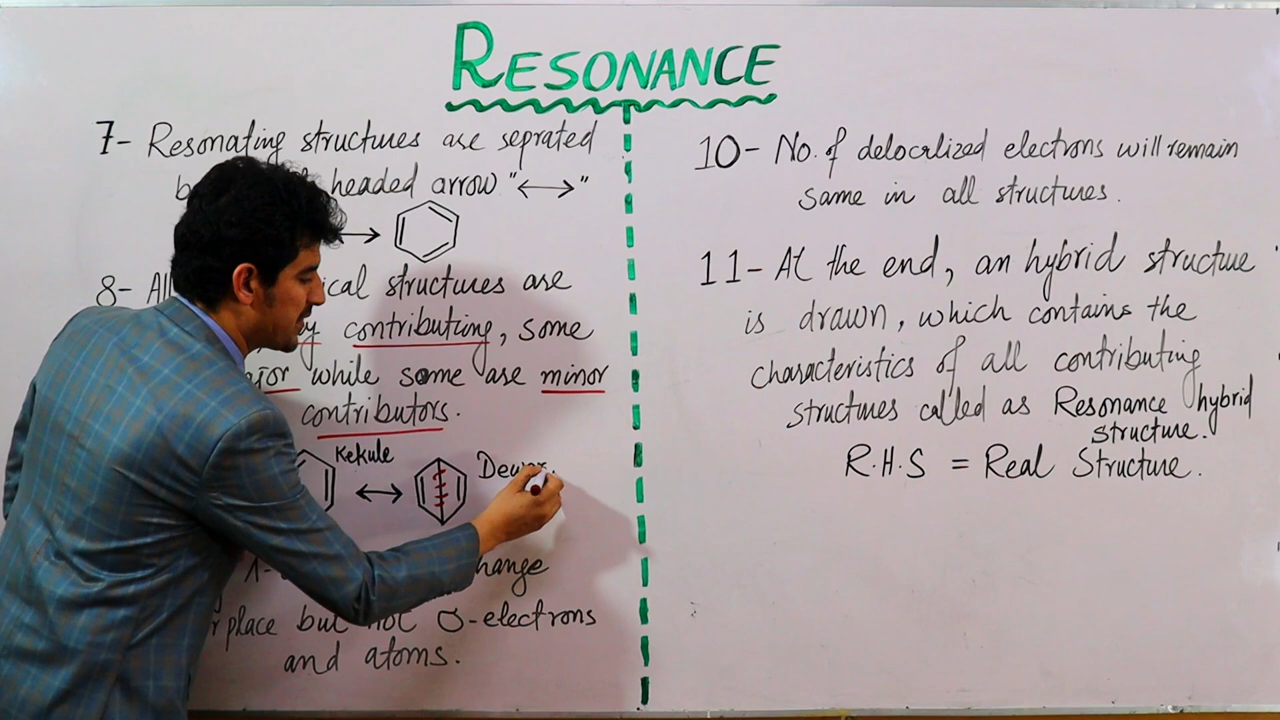 RESONANCE
7- Resonating structures are seprated
headed arrow "⟷"
8- All ical structures are
contributing, some
while some are minor
contributors.
Kekule
Dewar.
hange
place but not σ-electrons
and atoms.
10- No. of delocalized electrons will remain
same in all structures.
11- At the end, an hybrid structure
is drawn, which contains the
characteristics of all contributing
structures called as Resonance hybrid
structure.
R.H.S = Real Structure.